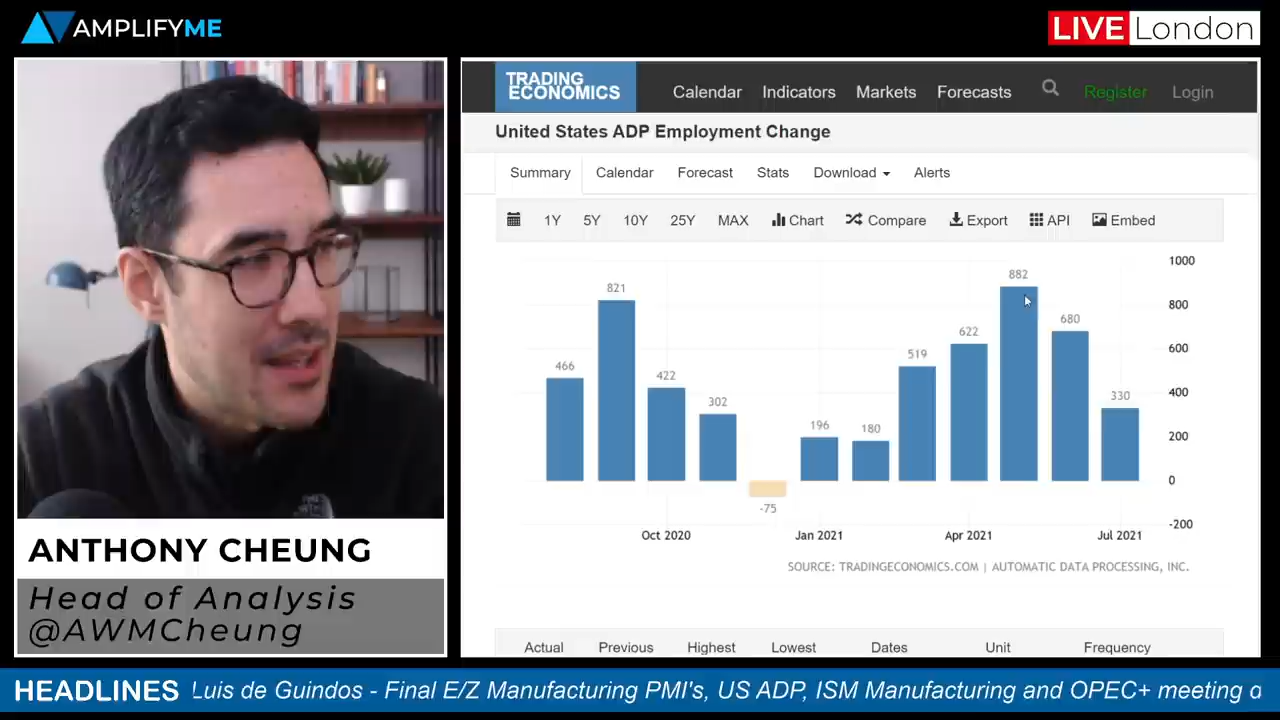 AMPLIFYME
LIVE London
TRADING
ECONOMICS
Calendar Indicators Markets Forecasts Register Login
United States ADP Employment Change
Summary Calendar Forecast Stats Download Alerts
1Y 5Y 10Y 25Y MAX Chart Compare Export API Embed
1000
800
600
400
200
0
-200
466
821
422
302
-75
196
180
519
622
882
680
330
Oct 2020 Jan 2021 Apr 2021 Jul 2021
SOURCE: TRADINGECONOMICS.COM | AUTOMATIC DATA PROCESSING, INC.
Actual Previous Highest Lowest Dates Unit Frequency
ANTHONY CHEUNG
Head of Analysis
@AWMCheung
HEADLINES Luis de Guindos - Final E/Z Manufacturing PMI's, US ADP, ISM Manufacturing and OPEC+ meeting